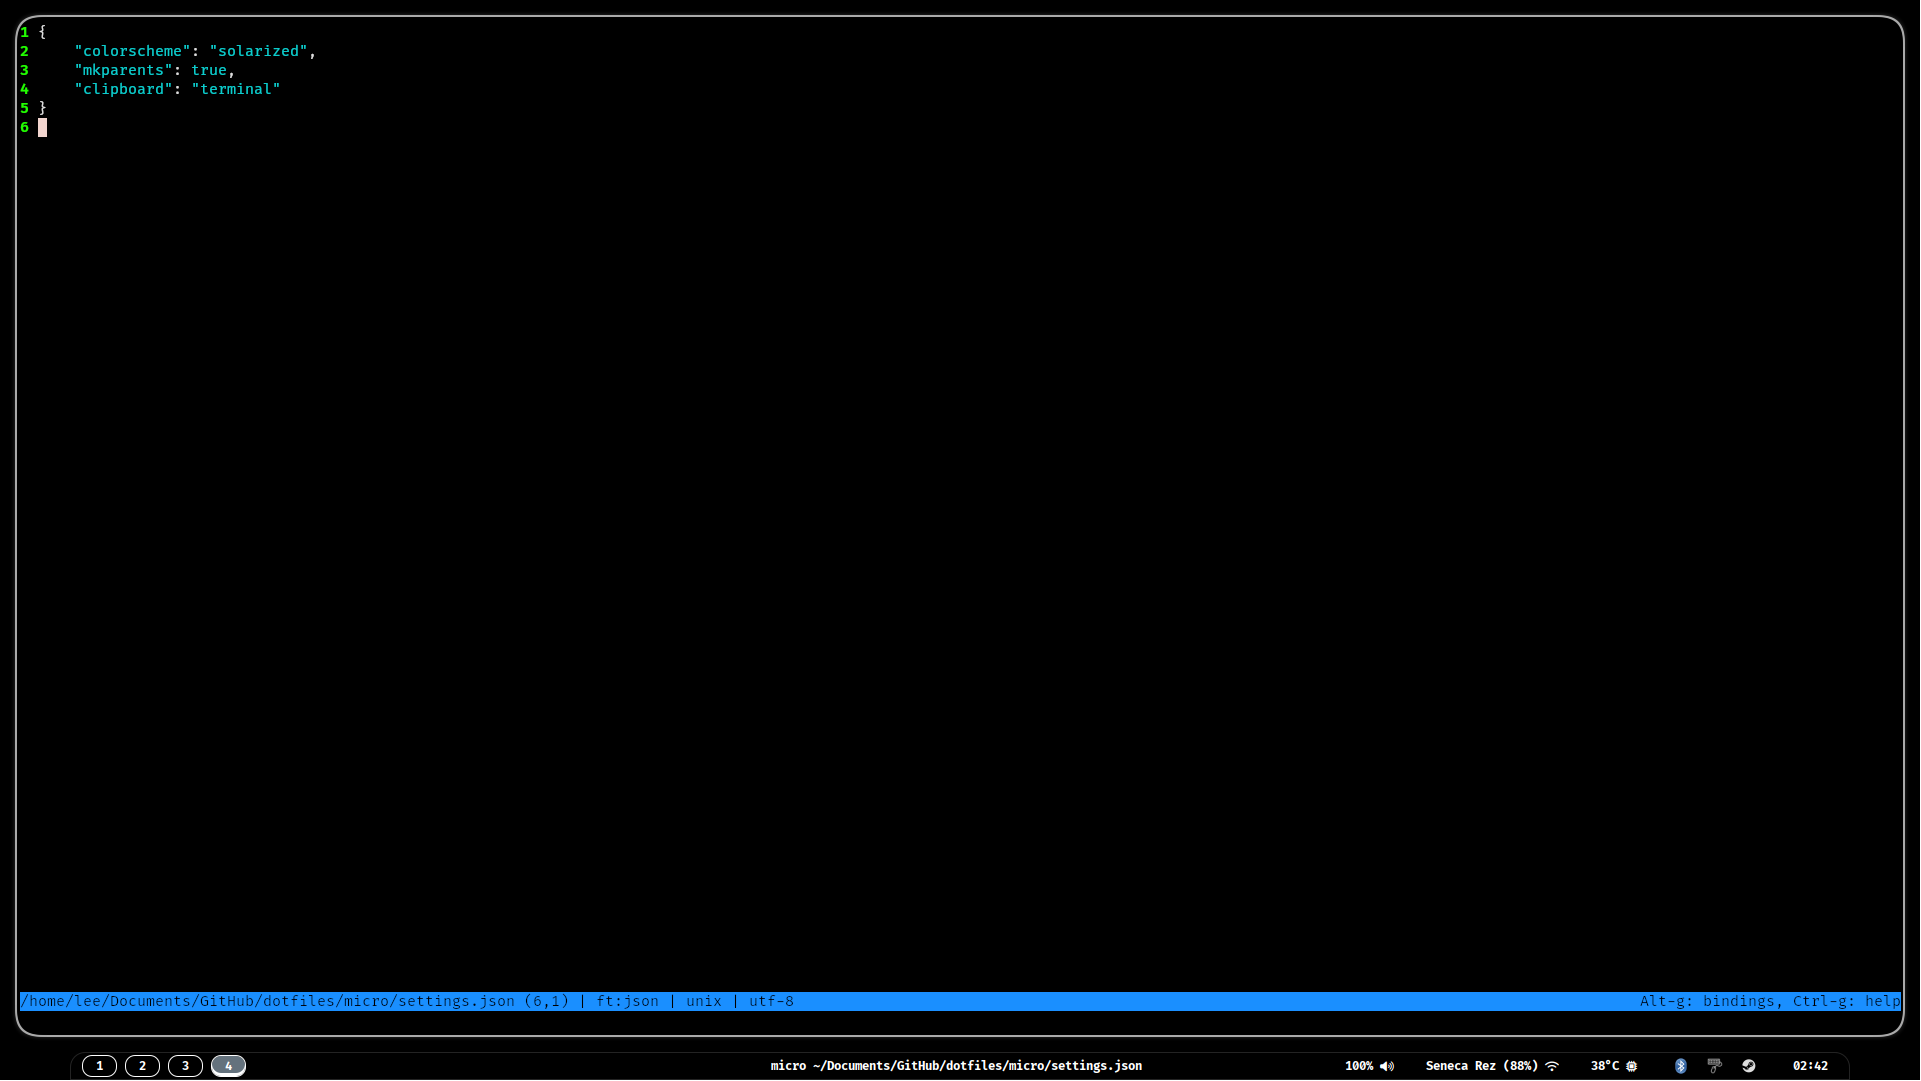 1 {
2     "colorscheme": "solarized",
3     "mkparents": true,
4     "clipboard": "terminal"
5 }
6
/home/lee/Documents/GitHub/dotfiles/micro/settings.json (6,1) | ft:json | unix | utf-8 Alt-g: bindings, Ctrl-g: help
1 2 3 4 micro ~/Documents/GitHub/dotfiles/micro/settings.json 100% Seneca Rez (88%) 38°C 02:42